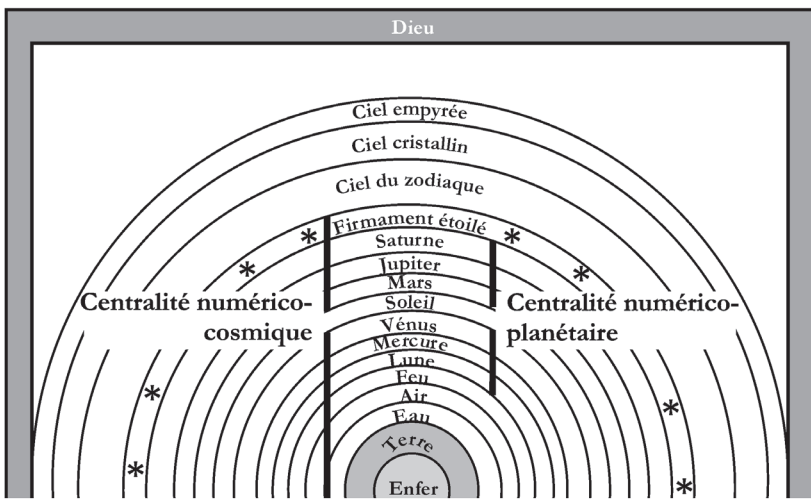 Dieu
Ciel empyrée
Ciel cristallin
Ciel du zodiaque
Firmament étoilé
Saturne
Jupiter
Mars
Soleil
Vénus
Mercure
Lune
Feu
Air
Eau
Terre
Enfer
Centralité numérico-
cosmique
Centralité numérico-
planétaire